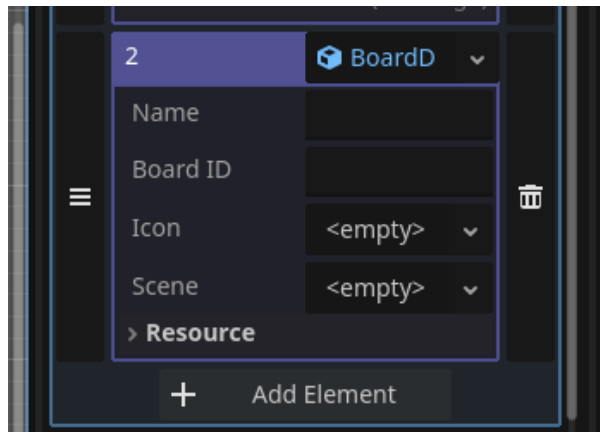 2 BoardD
Name
Board ID
Icon <empty>
Scene <empty>
Resource
Add Element